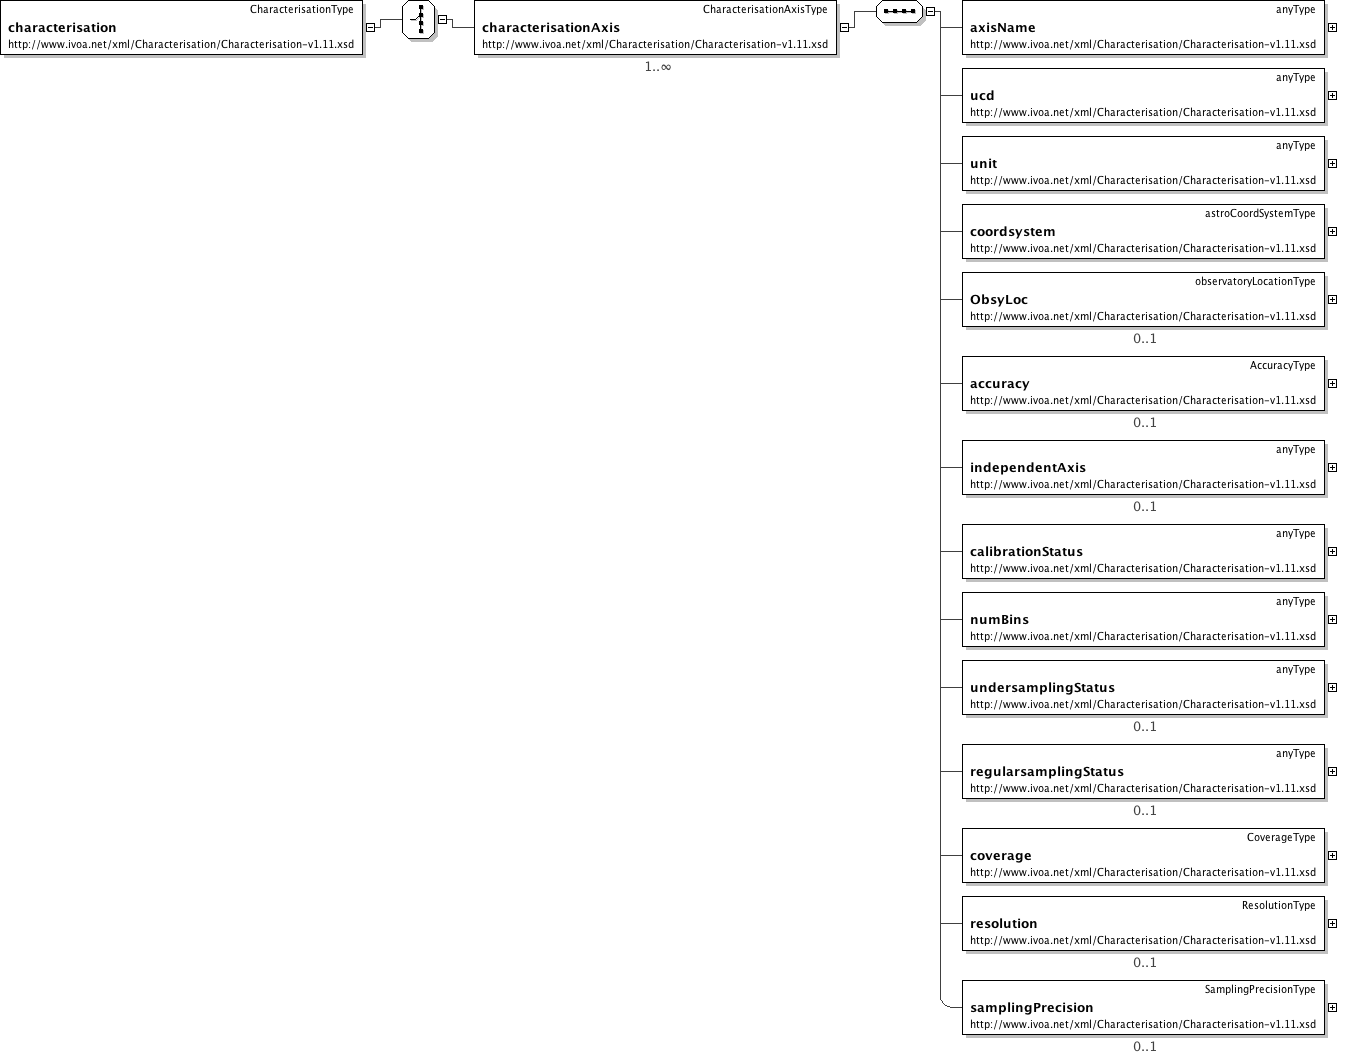 CharacterisationType
characterisation
http://www.ivoa.net/xml/Characterisation/Characterisation-v1.11.xsd
CharacterisationAxisType
characterisationAxis
http://www.ivoa.net/xml/Characterisation/Characterisation-v1.11.xsd
1..∞
anyType
axisName
http://www.ivoa.net/xml/Characterisation/Characterisation-v1.11.xsd
anyType
ucd
http://www.ivoa.net/xml/Characterisation/Characterisation-v1.11.xsd
anyType
unit
http://www.ivoa.net/xml/Characterisation/Characterisation-v1.11.xsd
astroCoordSystemType
coordsystem
http://www.ivoa.net/xml/Characterisation/Characterisation-v1.11.xsd
observatoryLocationType
ObsyLoc
http://www.ivoa.net/xml/Characterisation/Characterisation-v1.11.xsd
0..1
AccuracyType
accuracy
http://www.ivoa.net/xml/Characterisation/Characterisation-v1.11.xsd
0..1
anyType
independentAxis
http://www.ivoa.net/xml/Characterisation/Characterisation-v1.11.xsd
0..1
anyType
calibrationStatus
http://www.ivoa.net/xml/Characterisation/Characterisation-v1.11.xsd
anyType
numBins
http://www.ivoa.net/xml/Characterisation/Characterisation-v1.11.xsd
anyType
undersamplingStatus
http://www.ivoa.net/xml/Characterisation/Characterisation-v1.11.xsd
0..1
anyType
regularsamplingStatus
http://www.ivoa.net/xml/Characterisation/Characterisation-v1.11.xsd
0..1
CoverageType
coverage
http://www.ivoa.net/xml/Characterisation/Characterisation-v1.11.xsd
ResolutionType
resolution
http://www.ivoa.net/xml/Characterisation/Characterisation-v1.11.xsd
0..1
SamplingPrecisionType
samplingPrecision
http://www.ivoa.net/xml/Characterisation/Characterisation-v1.11.xsd
0..1